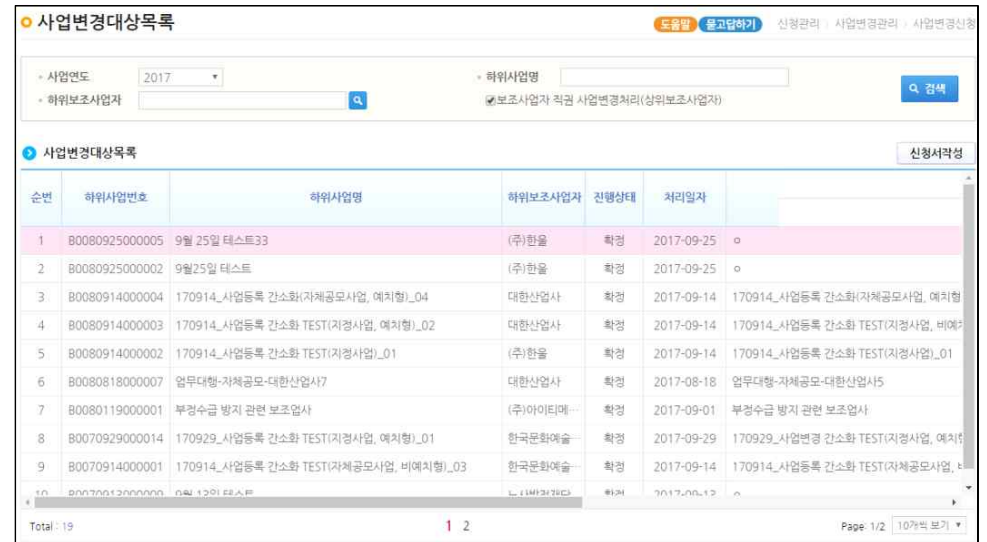 사업변경대상목록
도움말 묻고답하기 신청관리 > 사업변경관리 > 사업변경신청
사업연도 2017 하위사업명
하위보조사업자 보조사업자 직권 사업변경처리(상위보조사업자)
검색
사업변경대상목록 신청서작성
순번 하위사업번호 하위사업명 하위보조사업자 진행상태 처리일자
1 B0080925000005 9월 25일 테스트33 (주)한울 확정 2017-09-25 ㅇ
2 B0080925000002 9월25일 테스트 (주)한울 확정 2017-09-25 ㅇ
3 B0080914000004 170914_사업등록 간소화(자체공모사업, 예치형)_04 대한산업사 확정 2017-09-14 170914_사업등록 간소화(자체공모사업, 예치형
4 B0080914000003 170914_사업등록 간소화 TEST(지정사업, 예치형)_02 대한산업사 확정 2017-09-14 170914_사업등록 간소화 TEST(지정사업, 비예치
5 B0080914000002 170914_사업등록 간소화 TEST(지정사업)_01 (주)한울 확정 2017-09-14 170914_사업등록 간소화 TEST(지정사업)_01
6 B0080818000007 업무대행-자체공모-대한산업사7 대한산업사 확정 2017-08-18 업무대행-자체공모-대한산업사5
7 B0080119000001 부정수급 방지 관련 보조업사 (주)아이티메… 확정 2017-09-01 부정수급 방지 관련 보조업사
8 B0070929000014 170929_사업등록 간소화 TEST(지정사업, 예치형)_01 한국문화예술… 확정 2017-09-29 170929_사업변경 간소화 TEST(지정사업, 예치형
9 B0070914000001 170914_사업등록 간소화 TEST(자체공모사업, 비예치형)_03 한국문화예술… 확정 2017-09-14 170914_사업등록 간소화 TEST(자체공모사업,
10 B0070913000009 9월 13일 테스트 노사발전재단 확정 2017-09-13 ㅇ
Total : 19 1 2 Page: 1/2 10개씩 보기